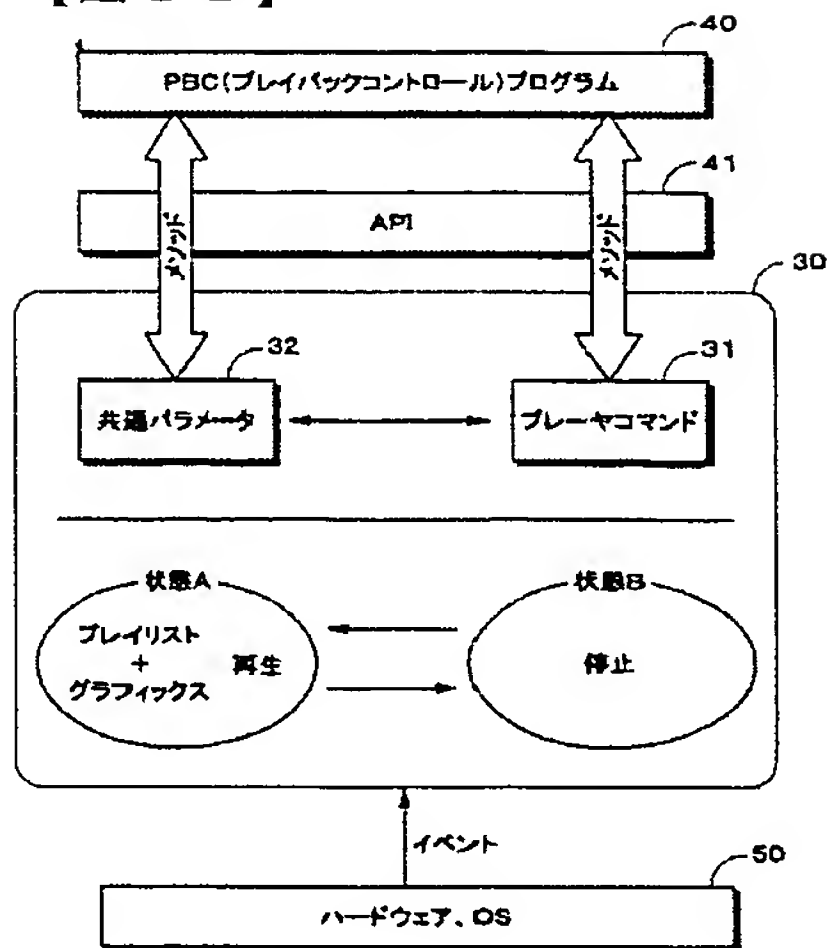 40
PBC(プレイバックコントロール)プログラム
41
API
メソッド
メソッド
30
32
31
共通パラメータ
プレーヤコマンド
状態A
状態B
プレイリスト
+
グラフィックス
再生
停止
イベント
50
ハードウェア、OS